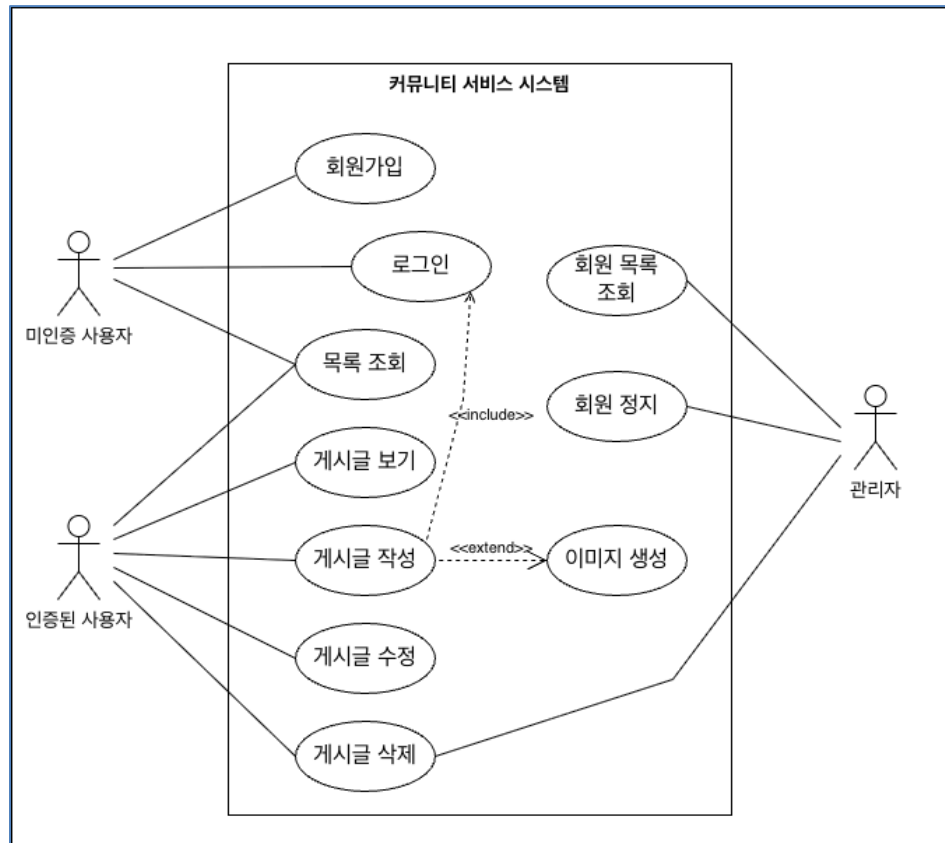 커뮤니티 서비스 시스템
회원가입
로그인
회원 목록
조회
미인증 사용자
목록 조회
<<include>>
회원 정지
게시글 보기
관리자
게시글 작성
<<extend>>
이미지 생성
인증된 사용자
게시글 수정
게시글 삭제